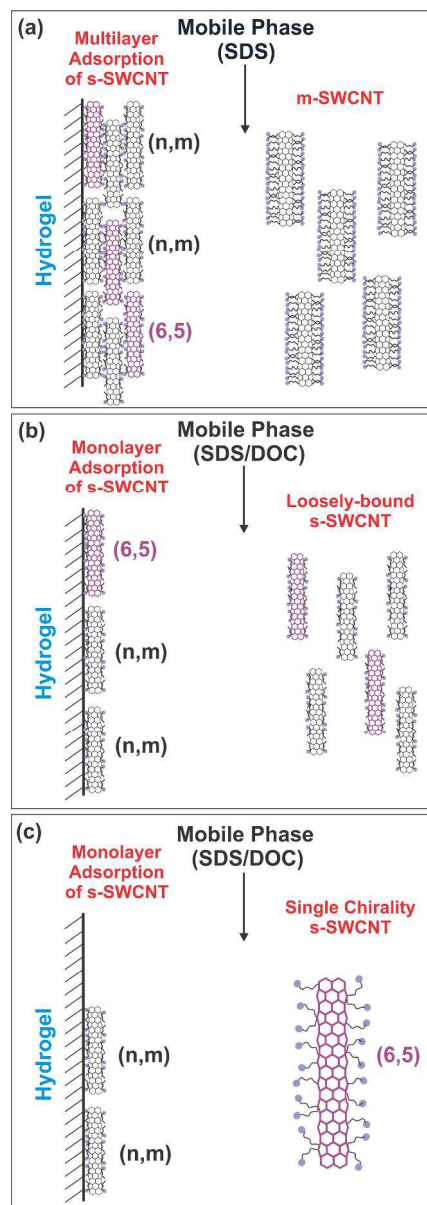 (a)
Mobile Phase
(SDS)
Multilayer
Adsorption
of s-SWCNT
m-SWCNT
(n,m)
(n,m)
(6,5)
Hydrogel
(b)
Mobile Phase
(SDS/DOC)
Monolayer
Adsorption
of s-SWCNT
Loosely-bound
s-SWCNT
(6,5)
(n,m)
(n,m)
Hydrogel
(c)
Mobile Phase
(SDS/DOC)
Monolayer
Adsorption
of s-SWCNT
Single Chirality
s-SWCNT
(n,m)
(6,5)
(n,m)
Hydrogel